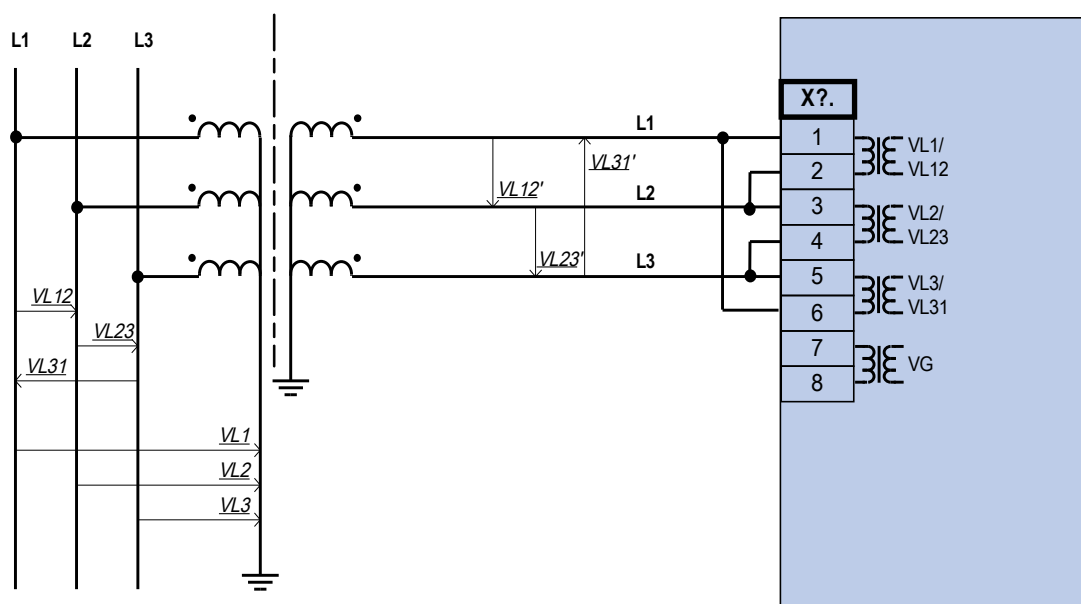 L1 L2 L3
X?.
L1
1
VL1/
VL12
VL31'
2
VL12'
L2
3
VL2/
VL23
4
VL23'
L3
5
VL3/
VL31
VL12
6
VL23
7
VG
VL31
8
VL1
VL2
VL3